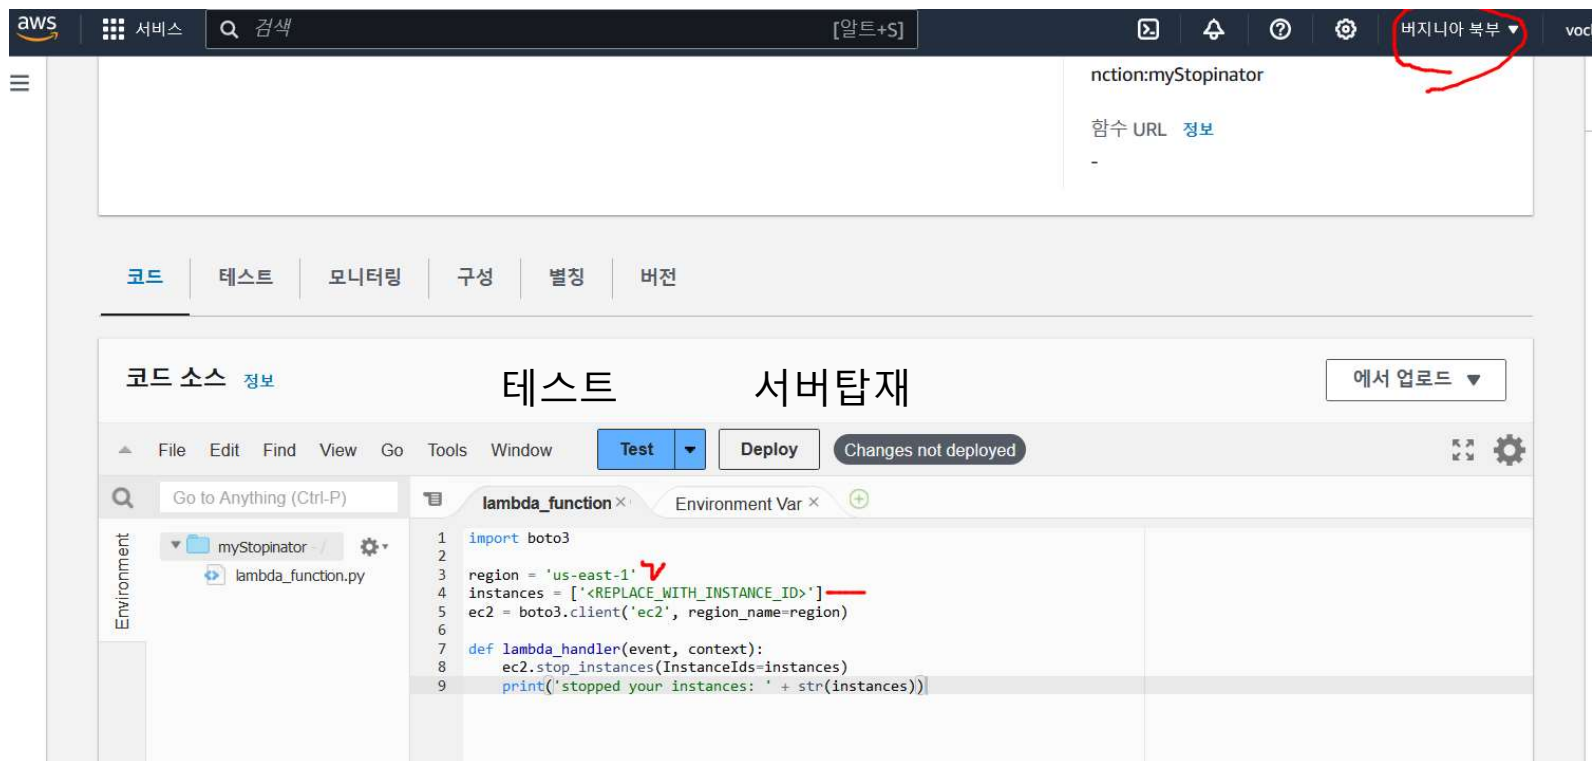 aws 서비스 검색 [알트+S] 버지니아 북부 ▼
nction:myStopinator
함수 URL 정보
-
코드 테스트 모니터링 구성 별칭 버전
코드 소스 정보 테스트 서버탑재 에서 업로드 ▼
File Edit Find View Go Tools Window Test Deploy Changes not deployed
Go to Anything (Ctrl-P) lambda_function × Environment Var ×
Environment
myStopinator - /
lambda_function.py
1 import boto3
2
3 region = 'us-east-1'
4 instances = ['<REPLACE_WITH_INSTANCE_ID>']
5 ec2 = boto3.client('ec2', region_name=region)
6
7 def lambda_handler(event, context):
8 ec2.stop_instances(InstanceIds=instances)
9 print('stopped your instances: ' + str(instances))